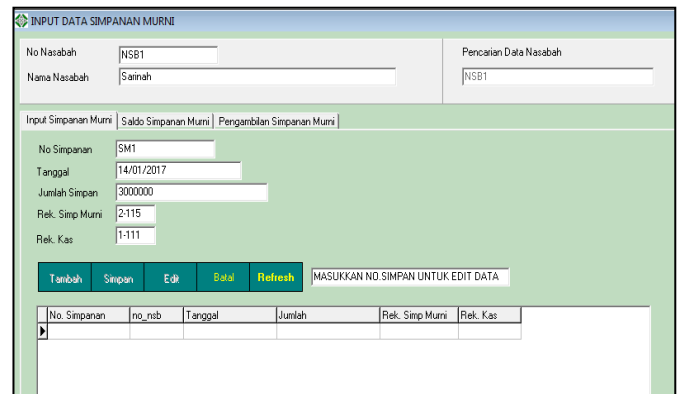 INPUT DATA SIMPANAN MURNI
No Nasabah NSB1 Pencarian Data Nasabah
Nama Nasabah Sarinah NSB1
Input Simpanan Murni Saldo Simpanan Murni Pengambilan Simpanan Murni
No Simpanan SM1
Tanggal 14/01/2017
Jumlah Simpan 3000000
Rek. Simp Murni 2-115
Rek. Kas 1-111
Tambah Simpan Edit Batal Refresh MASUKKAN NO.SIMPAN UNTUK EDIT DATA
No. Simpanan no_nsb Tanggal Jumlah Rek. Simp Murni Rek. Kas